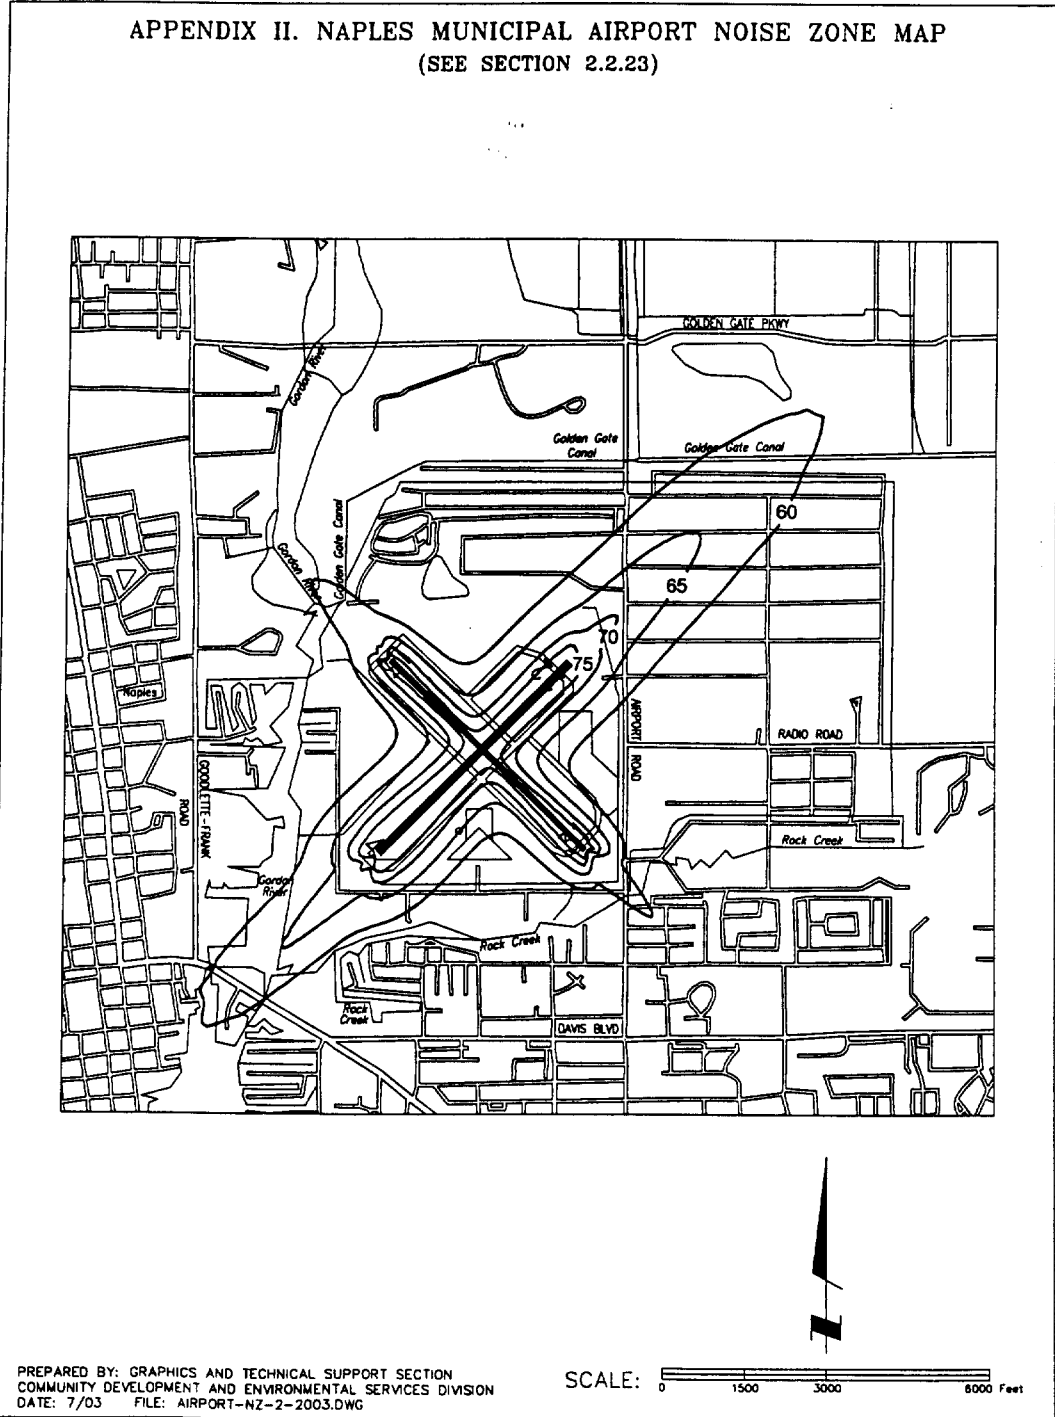 APPENDIX II. NAPLES MUNICIPAL AIRPORT NOISE ZONE MAP
(SEE SECTION 2.2.23)
GOLDEN GATE PKWY
Gordon River
Golden Gate
Canal
Golden Gate Canal
60
Golden Gate Canal
Gordon River
65
70
75
Naples
AIRPORT ROAD
RADIO ROAD
GOODLETTE-FRANK
ROAD
Rock Creek
Gordon
River
Rock Creek
Rock
Creek
DAVIS BLVD
N
PREPARED BY: GRAPHICS AND TECHNICAL SUPPORT SECTION
COMMUNITY DEVELOPMENT AND ENVIRONMENTAL SERVICES DIVISION
DATE: 7/03 FILE: AIRPORT-NZ-2-2003.DWG
SCALE:
0 1500 3000 6000 Feet